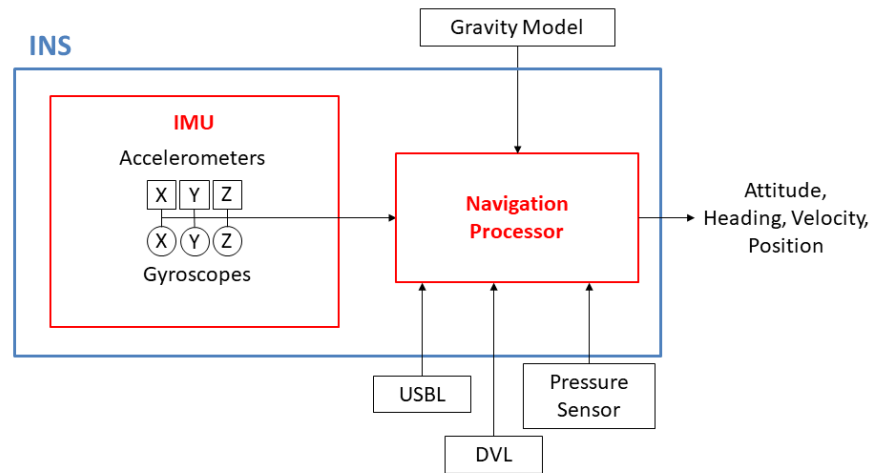 Gravity Model
INS
IMU
Accelerometers
X Y Z
X Y Z
Gyroscopes
Navigation
Processor
Attitude,
Heading, Velocity,
Position
USBL
Pressure
Sensor
DVL